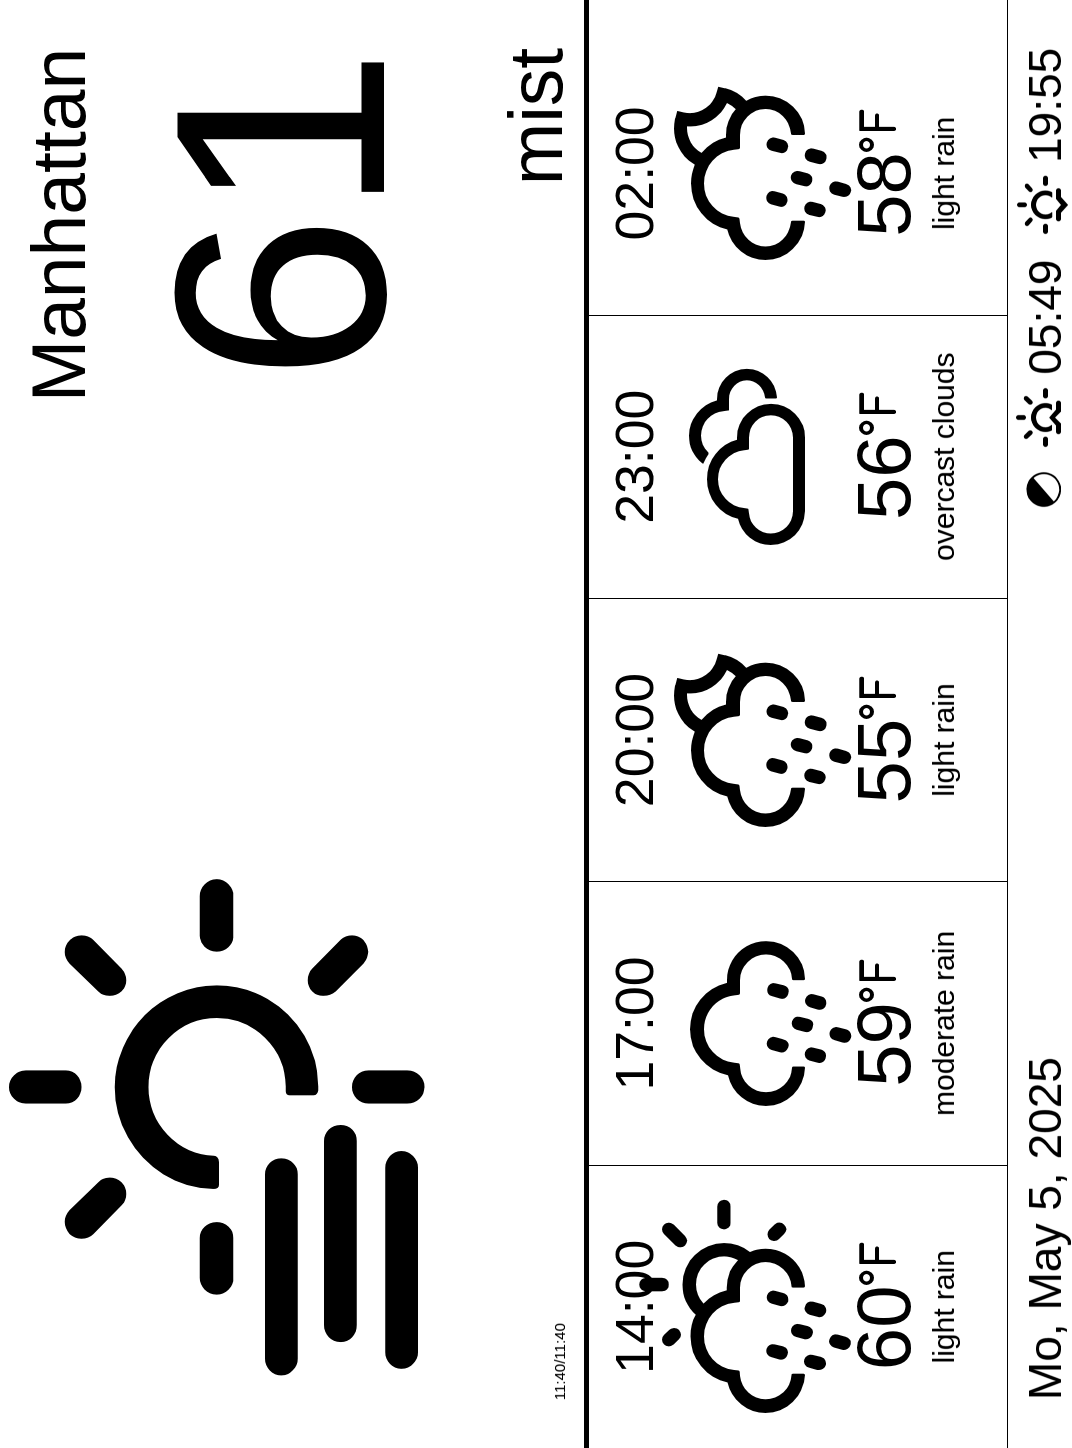 Manhattan
61
mist
11:40/11:40
14:00
60°F
light rain
17:00
59°F
moderate rain
20:00
55°F
light rain
23:00
56°F
overcast clouds
02:00
58°F
light rain
Mo, May 5, 2025 05:49 19:55